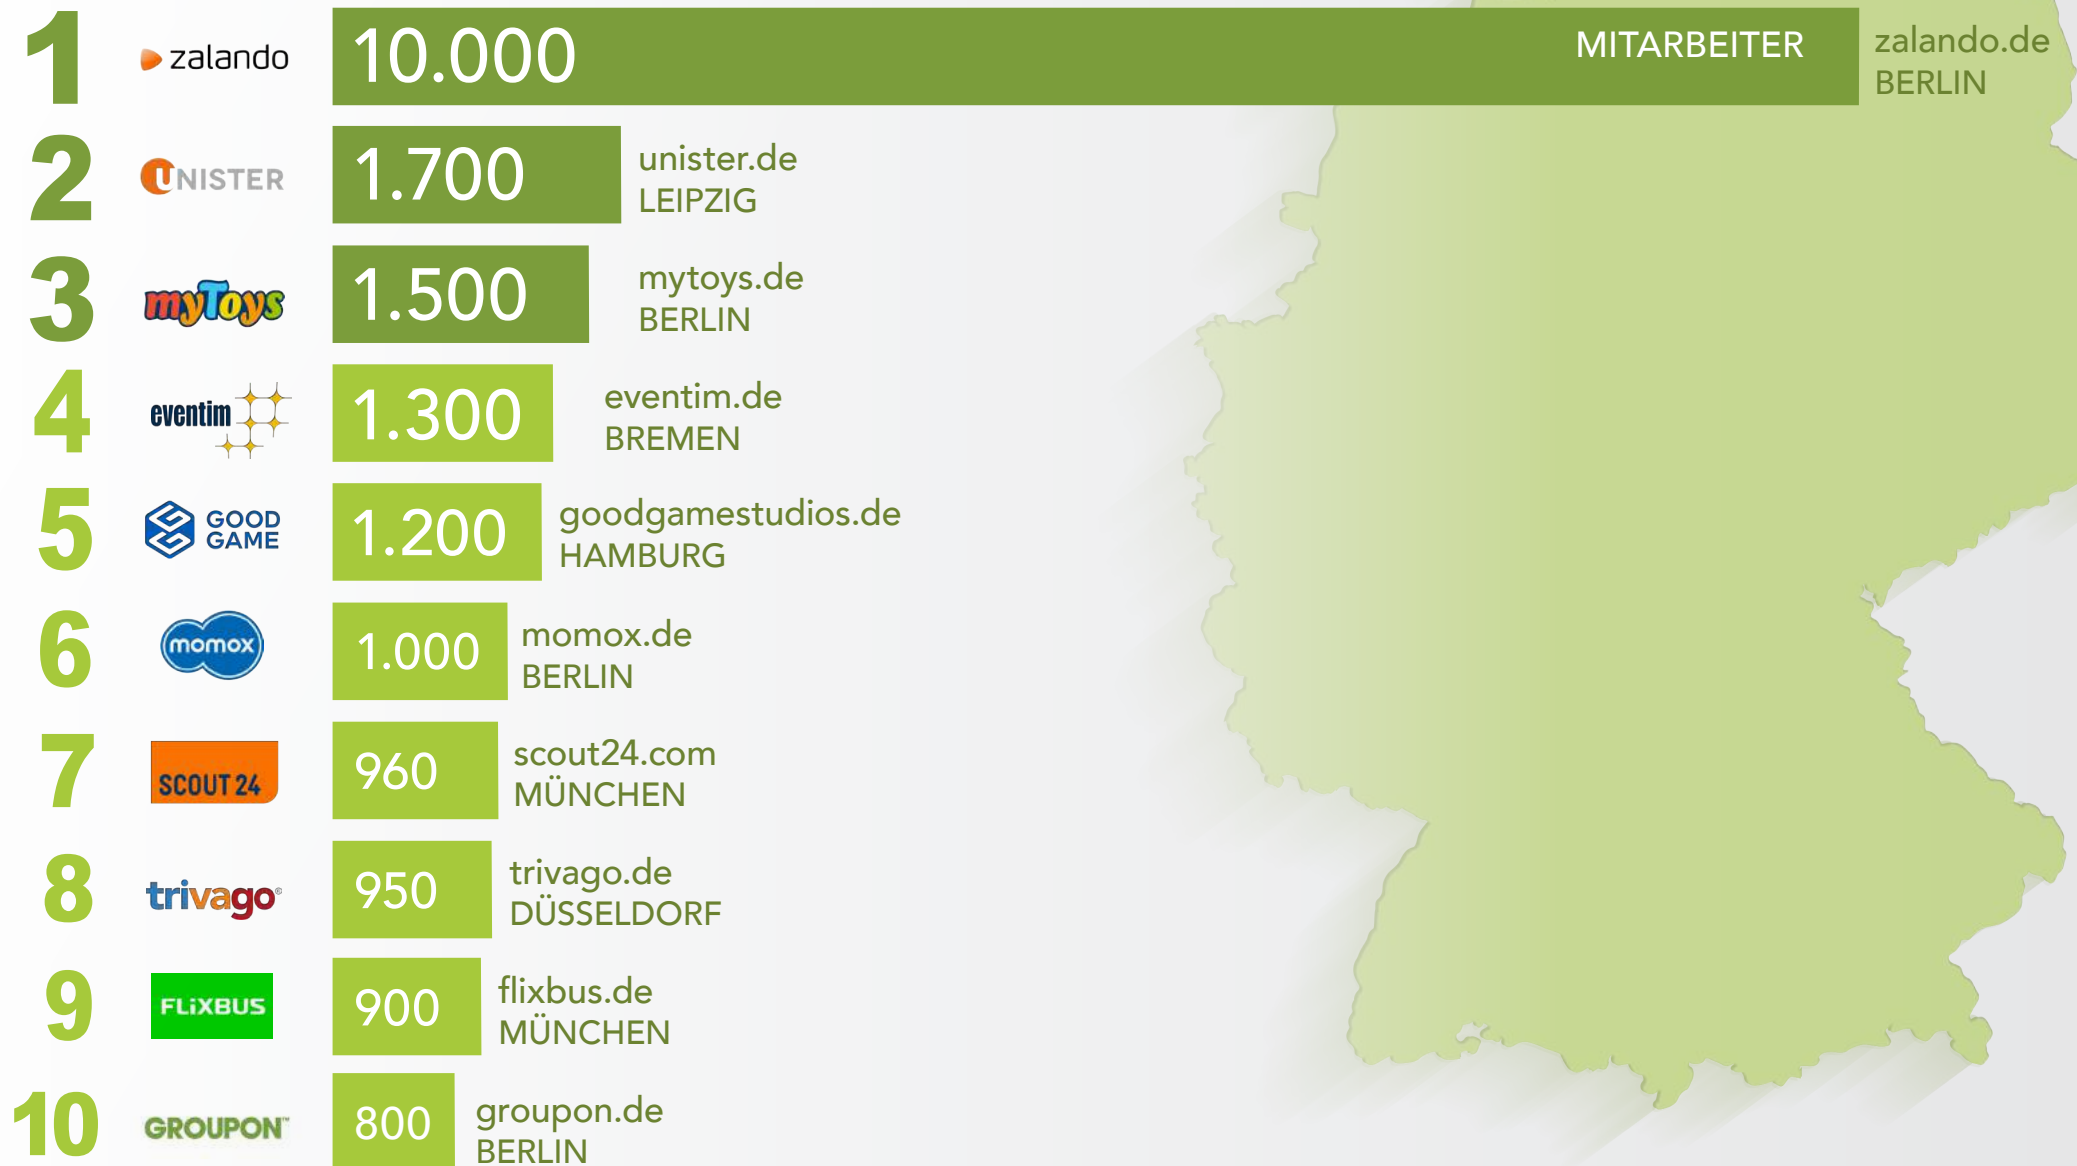 1
zalando
10.000
MITARBEITER
zalando.de
BERLIN
2
UNISTER
1.700
unister.de
LEIPZIG
3
myToys
1.500
mytoys.de
BERLIN
4
eventim
1.300
eventim.de
BREMEN
5
GOOD
GAME
1.200
goodgamestudios.de
HAMBURG
6
momox
1.000
momox.de
BERLIN
7
SCOUT 24
960
scout24.com
MÜNCHEN
8
trivago®
950
trivago.de
DÜSSELDORF
9
FLiXBUS
900
flixbus.de
MÜNCHEN
10
GROUPON™
800
groupon.de
BERLIN